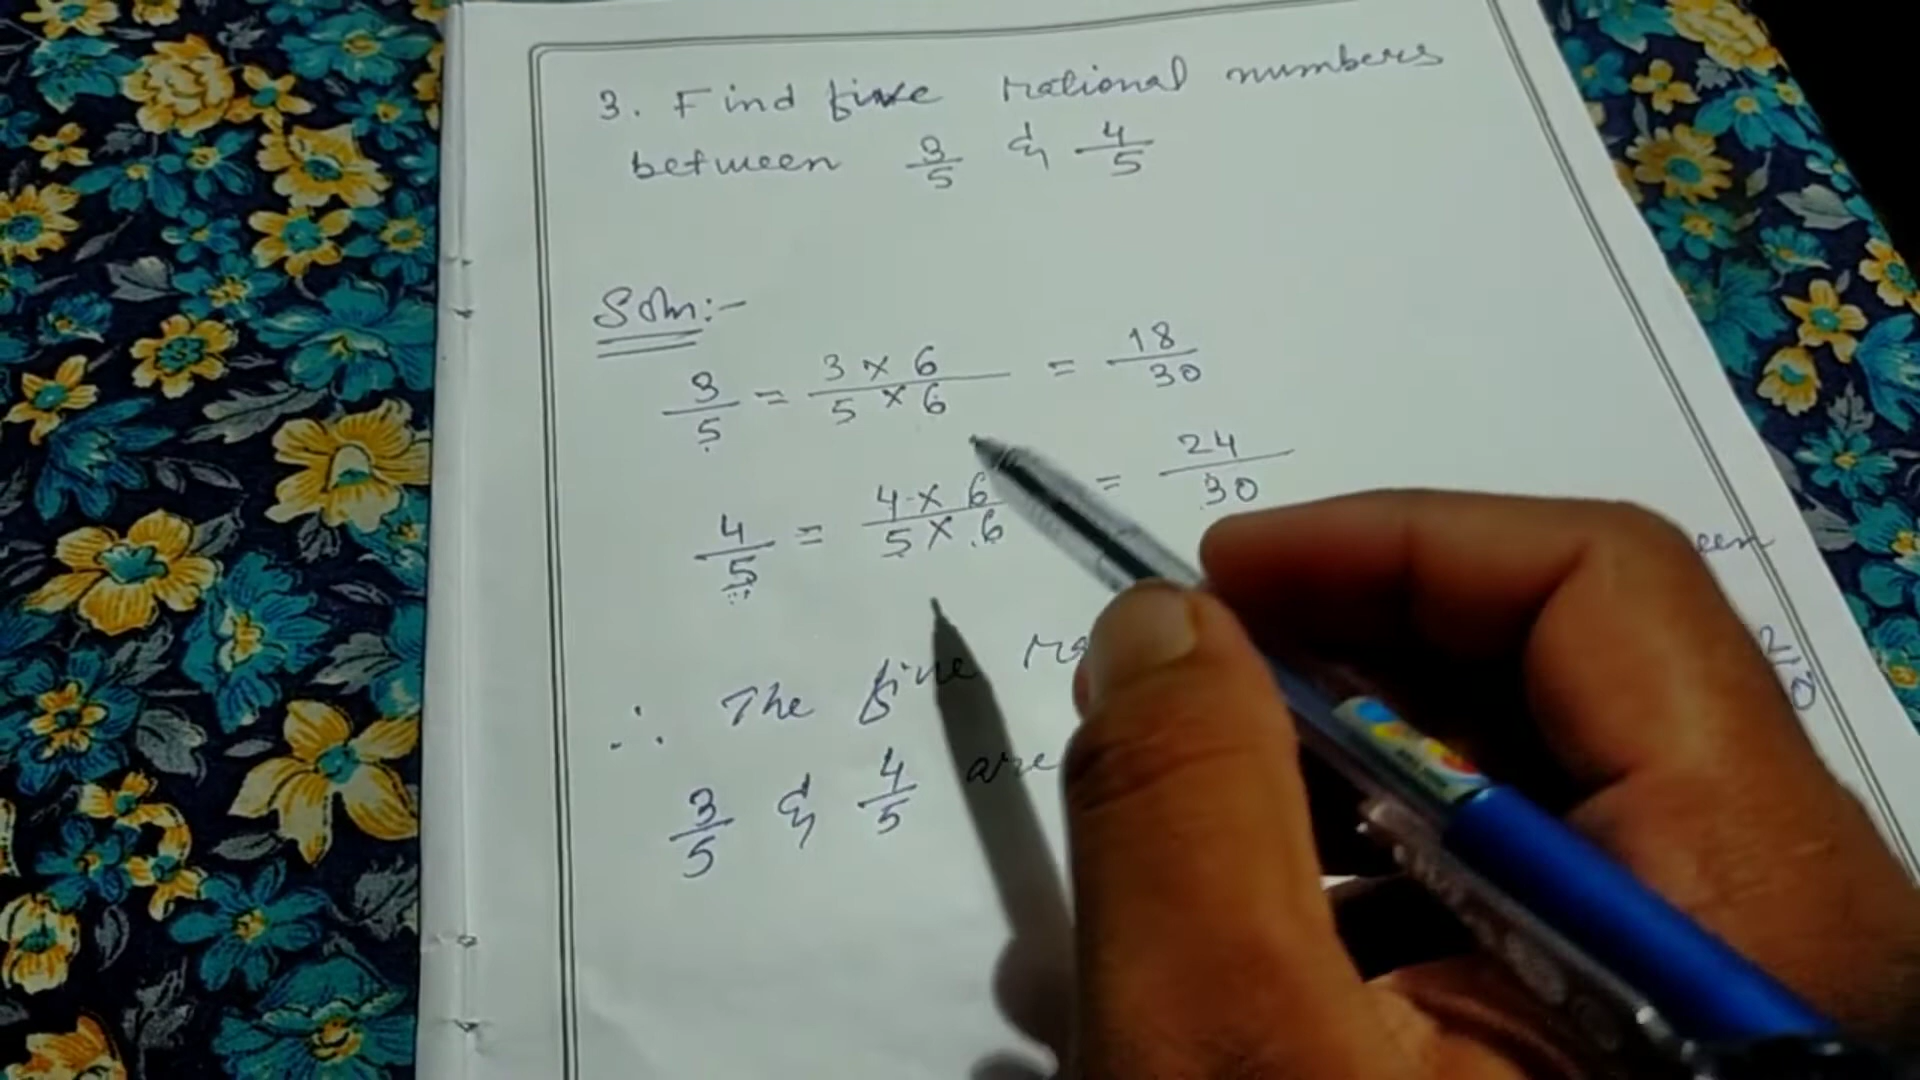 3. Find five rational numbers
between 3/5 & 4/5
Soln:-
3/5 = 3 × 6 / 5 × 6 = 18/30
4/5 = 4 × 6 / 5 × 6 = 24/30
∴ The five
3/5 & 4/5 are